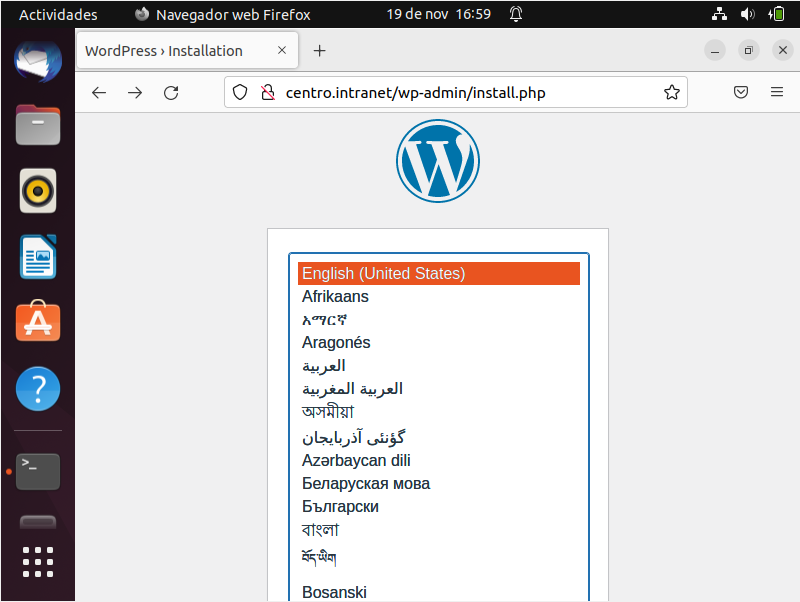 Actividades
Navegador web Firefox
19 de nov 16:59
WordPress › Installation
centro.intranet/wp-admin/install.php
English (United States)
Afrikaans
አማርኛ
Aragonés
العربية
العربية المغربية
অসমীয়া
گؤنئی آذربایجان
Azərbaycan dili
Беларуская мова
Български
বাংলা
བོད་ཡིག
Bosanski